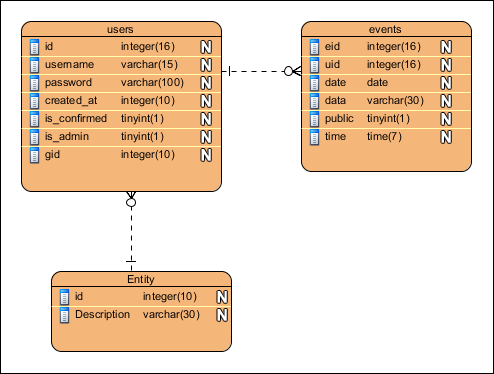 users
id integer(16) N
username varchar(15) N
password varchar(100) N
created_at integer(10) N
is_confirmed tinyint(1) N
is_admin tinyint(1) N
gid integer(10) N
events
eid integer(16) N
uid integer(16) N
date date N
data varchar(30) N
public tinyint(1) N
time time(7) N
Entity
id integer(10) N
Description varchar(30) N